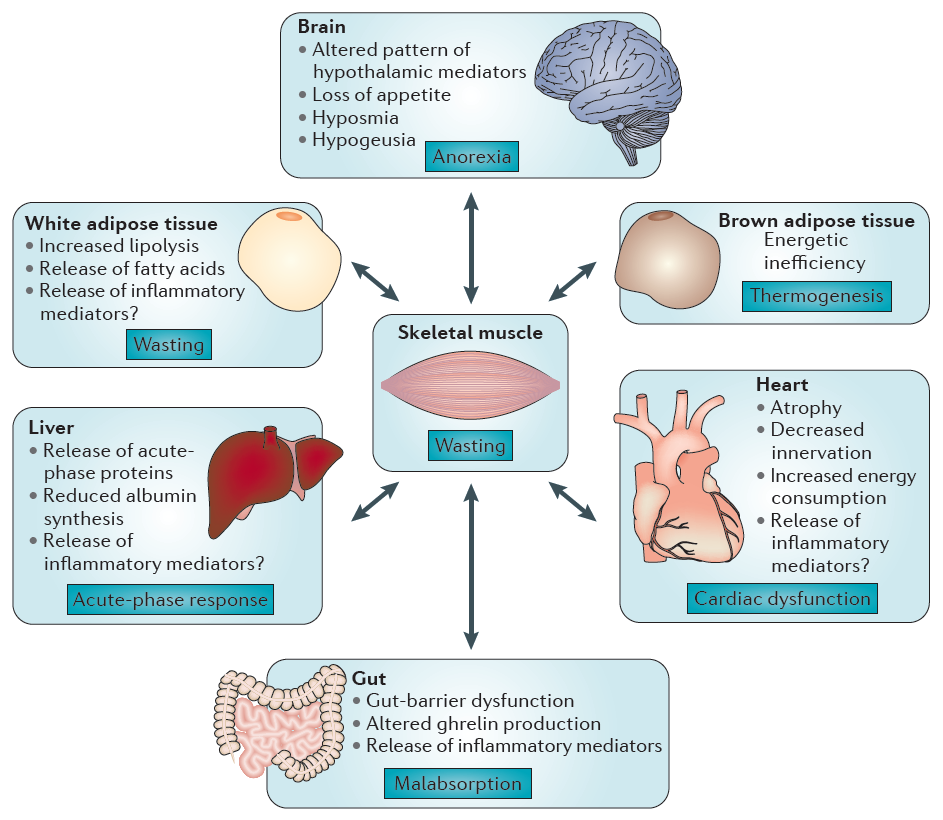 Brain
• Altered pattern of
hypothalamic mediators
• Loss of appetite
• Hyposmia
• Hypogeusia
Anorexia
White adipose tissue
• Increased lipolysis
• Release of fatty acids
• Release of inflammatory
mediators?
Wasting
Brown adipose tissue
Energetic
inefficiency
Thermogenesis
Skeletal muscle
Wasting
Liver
• Release of acute-
phase proteins
• Reduced albumin
synthesis
• Release of
inflammatory mediators?
Acute-phase response
Heart
• Atrophy
• Decreased
innervation
• Increased energy
consumption
• Release of
inflammatory
mediators?
Cardiac dysfunction
Gut
• Gut-barrier dysfunction
• Altered ghrelin production
• Release of inflammatory mediators
Malabsorption